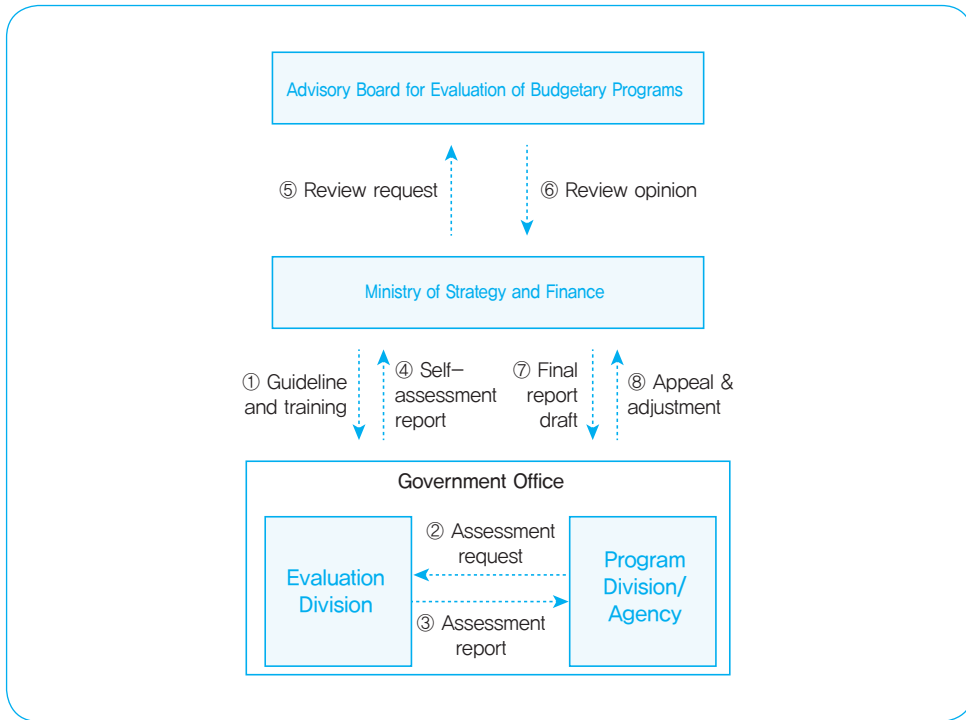 Advisory Board for Evaluation of Budgetary Programs
⑤ Review request
⑥ Review opinion
Ministry of Strategy and Finance
① Guideline
and training
④ Self-
assessment
report
⑦ Final
report
draft
⑧ Appeal &
adjustment
Government Office
Evaluation
Division
② Assessment
request
③ Assessment
report
Program
Division/
Agency